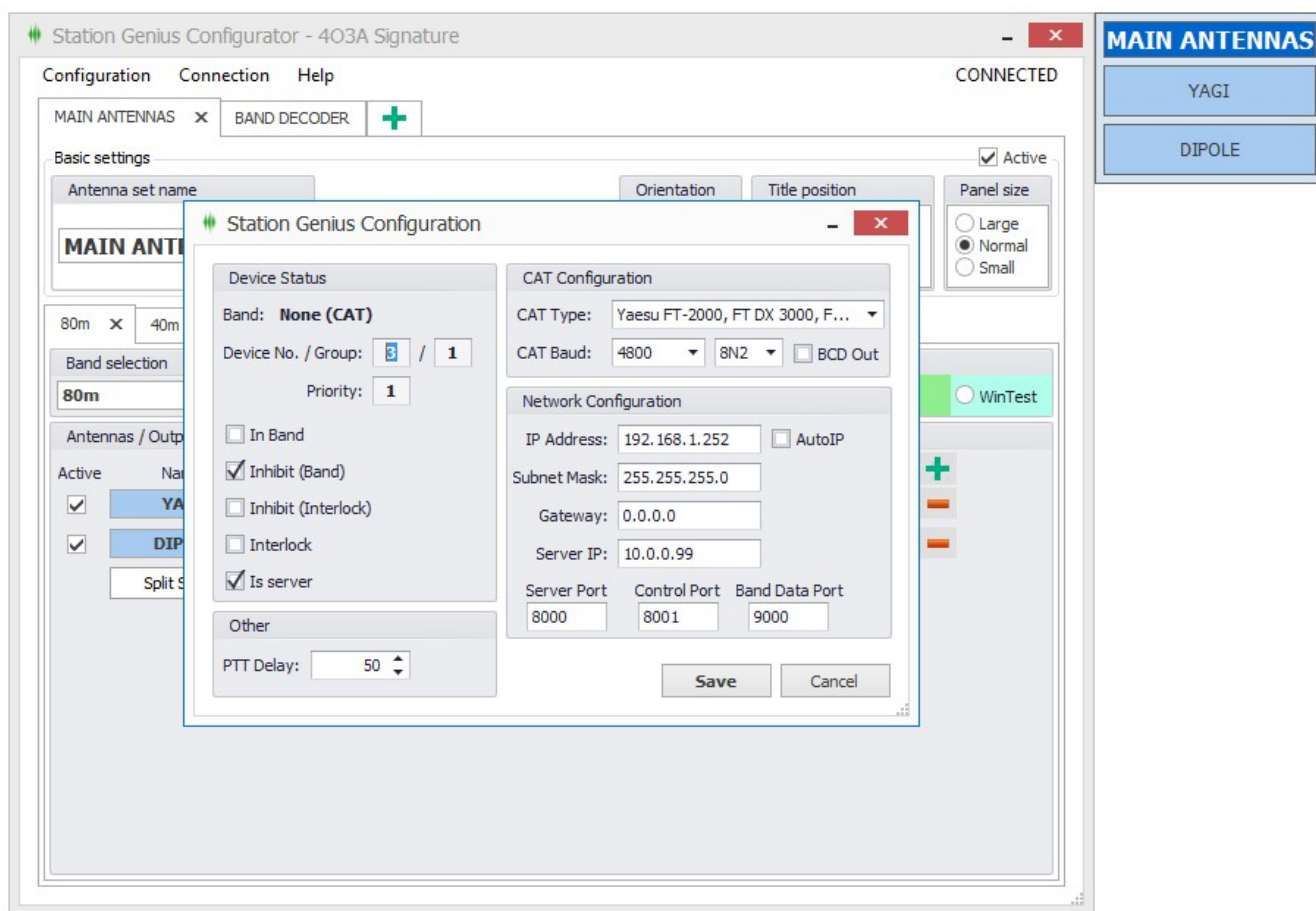 Station Genius Configurator - 4O3A Signature
Configuration Connection Help CONNECTED
MAIN ANTENNAS BAND DECODER
Basic settings Active
Antenna set name Orientation Title position Panel size
MAIN ANTE
Large
Normal
Small
80m 40m
Band selection
80m
WinTest
Antennas / Outp
Active Na
YA
DIP
Split S
Station Genius Configuration
Device Status
Band: None (CAT)
Device No. / Group: 3 / 1
Priority: 1
In Band
Inhibit (Band)
Inhibit (Interlock)
Interlock
Is server
Other
PTT Delay: 50
CAT Configuration
CAT Type: Yaesu FT-2000, FT DX 3000, F...
CAT Baud: 4800 8N2 BCD Out
Network Configuration
IP Address: 192.168.1.252 AutoIP
Subnet Mask: 255.255.255.0
Gateway: 0.0.0.0
Server IP: 10.0.0.99
Server Port Control Port Band Data Port
8000 8001 9000
Save Cancel
MAIN ANTENNAS
YAGI
DIPOLE